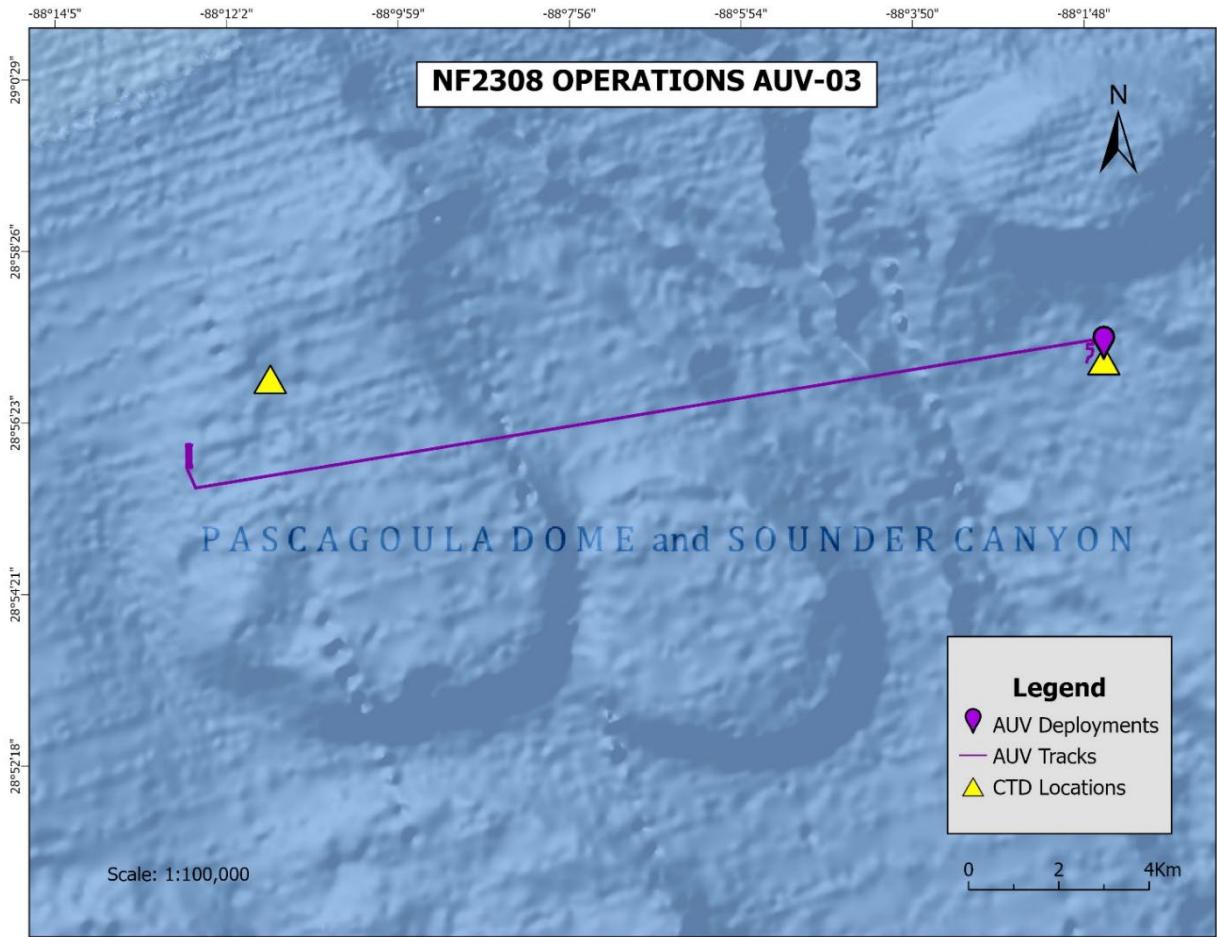 -88°14'5"
-88°12'2"
-88°9'59"
-88°7'56"
-88°5'54"
-88°3'50"
-88°1'48"
NF2308 OPERATIONS AUV-03
N
29°0'29"
28°58'26"
28°56'23"
28°54'21"
28°52'18"
PASCAGOULA DOME and SOUNDER CANYON
Legend
AUV Deployments
AUV Tracks
CTD Locations
Scale: 1:100,000
0 2 4Km